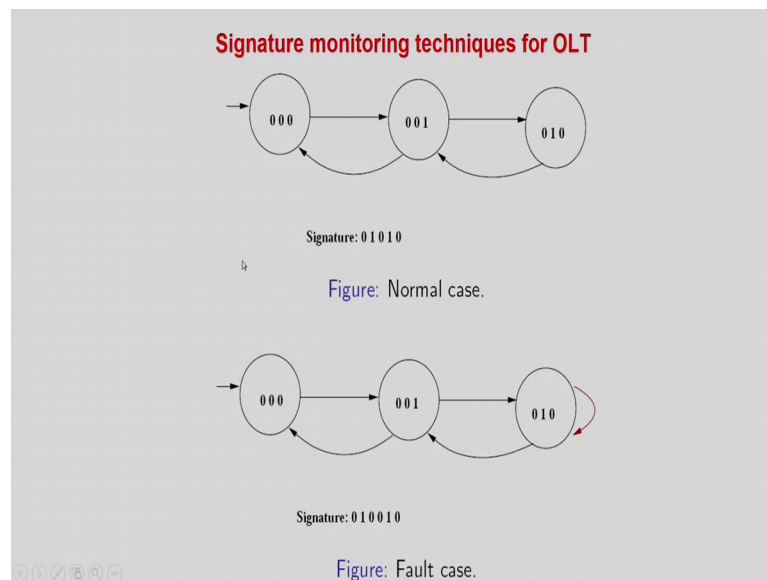 Signature monitoring techniques for OLT
0 0 0
0 0 1
0 1 0
Signature: 0 1 0 1 0
Figure: Normal case.
0 0 0
0 0 1
0 1 0
Signature: 0 1 0 0 1 0
Figure: Fault case.